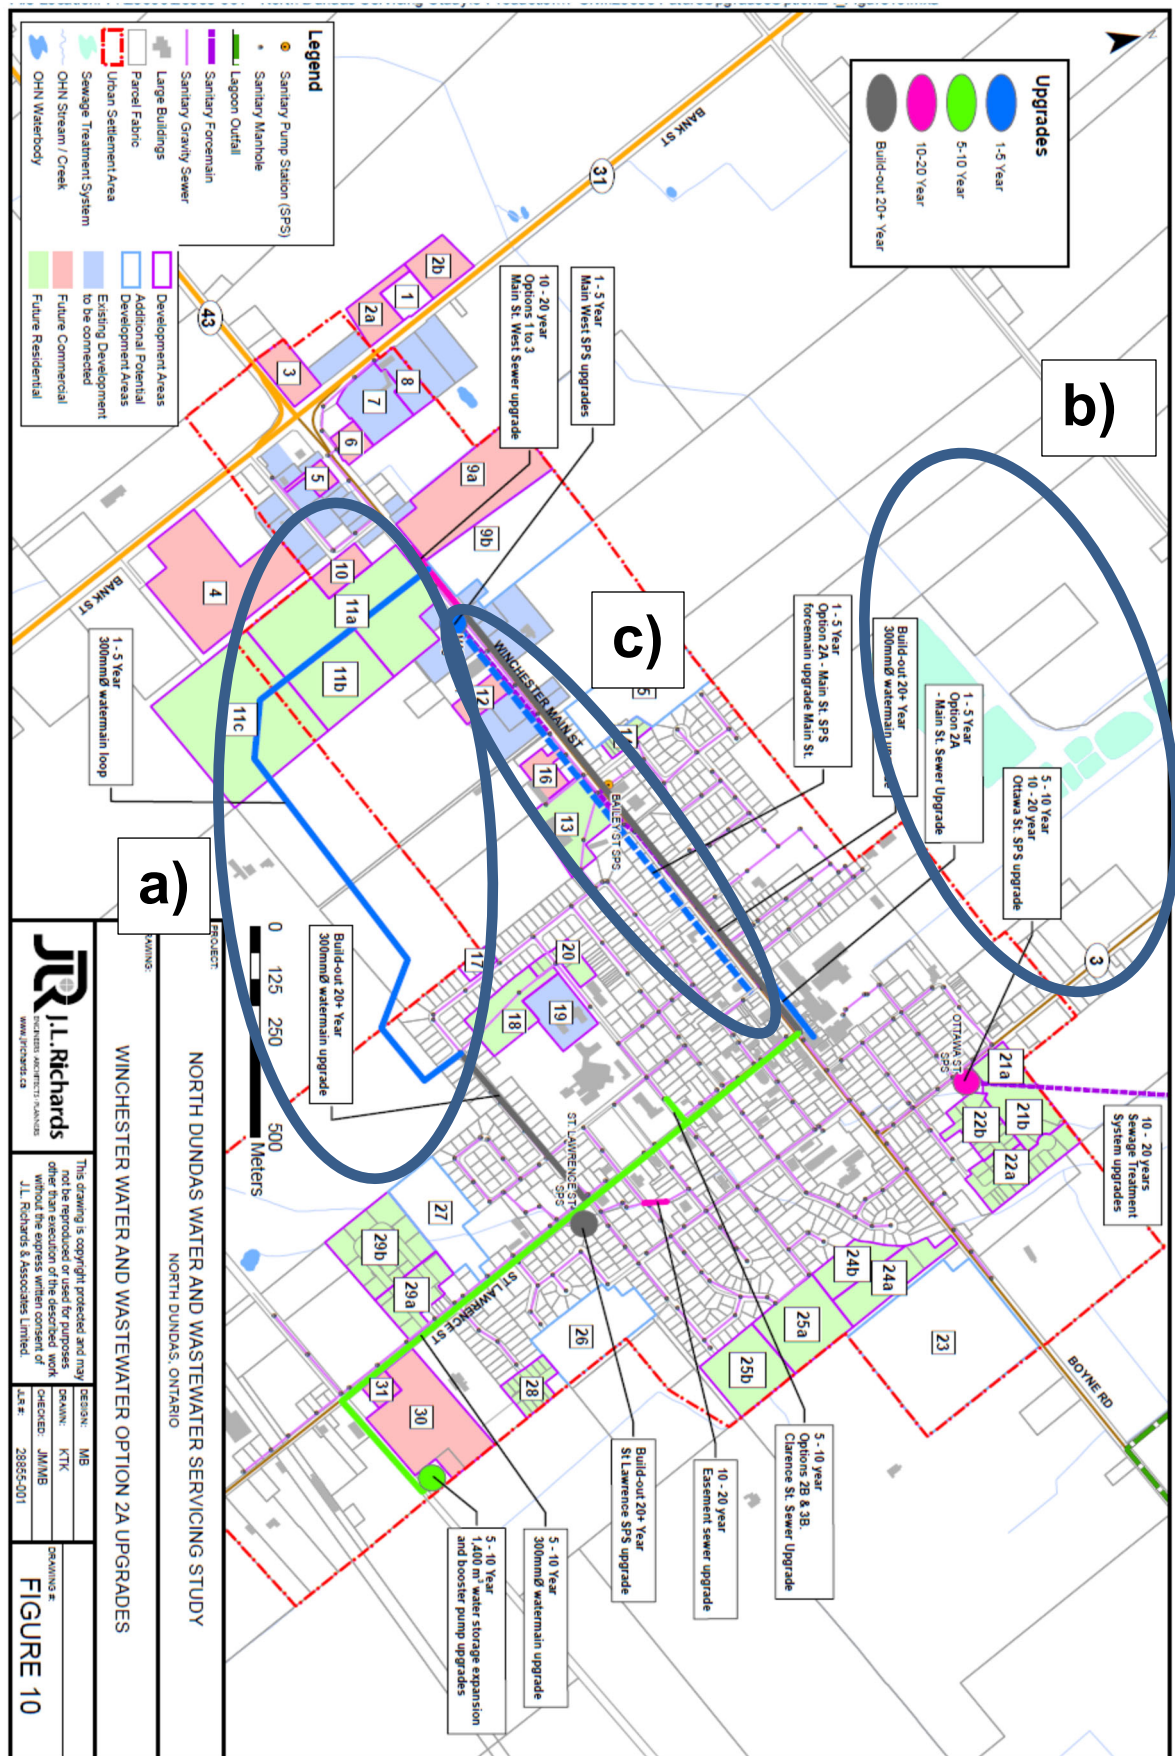 Legend
Sanitary Pump Station (SPS)
Sanitary Manhole
Lagoon Outfall
Sanitary Forcemain
Sanitary Gravity Sewer
Large Buildings
Parcel Fabric
Urban Settlement Area
Sewage Treatment System
OHN Stream / Creek
OHN Waterbody
Development Areas
Additional Potential
Development Areas
Existing Development
to be connected
Future Commercial
Future Residential
Upgrades
1-5 Year
5-10 Year
10-20 Year
Build-out 20+ Year
N
BANK ST
31
43
BANK ST
3
BOYNE RD
WINCHESTER MAIN ST
BAILEY ST SPS
OTTAWA ST
SPS
ST. LAWRENCE ST
SPS
ST LAWRENCE ST
a)
b)
c)
1 - 5 Year
Main West SPS upgrades
10 - 20 year
Options 1 to 3
Main St. West Sewer upgrade
1 - 5 Year
Option 2A - Main St. SPS
forcemain upgrade Main St.
Build-out 20+ Year
300mmØ watermain
1 - 5 Year
Option 2A
- Main St. Sewer Upgrade
5 - 10 Year
10 - 20 year
Ottawa St. SPS upgrade
10 - 20 years
Sewage Treatment
System upgrades
1 - 5 Year
300mmØ watermain loop
Build-out 20+ Year
300mmØ watermain upgrade
5 - 10 year
Options 2B & 3B.
Clarence St. Sewer Upgrade
10 - 20 year
Easement sewer upgrade
Build-out 20+ Year
St Lawrence SPS upgrade
5 - 10 Year
300mmØ watermain upgrade
5 - 10 Year
1,400 m³ water storage expansion
and booster pump upgrades
1
2a
2b
3
4
5
6
7
8
9a
9b
10
11a
11b
11c
12
13
14
16
17
18
19
20
21a
21b
22a
22b
23
24a
24b
25a
25b
26
27
28
29a
29b
30
31
0 125 250 500
Meters
PROJECT:
NORTH DUNDAS WATER AND WASTEWATER SERVICING STUDY
NORTH DUNDAS, ONTARIO
RAWING:
WINCHESTER WATER AND WASTEWATER OPTION 2A UPGRADES
J.L.Richards
ENGINEERS · ARCHITECTS · PLANNERS
www.jlrichards.ca
This drawing is copyright protected and may
not be reproduced or used for purposes
other than execution of the described work
without the express written consent of
J.L. Richards & Associates Limited.
DESIGN: MB
DRAWN: KTK
CHECKED: JM/MB
JLR #: 28855-001
DRAWING #:
FIGURE 10